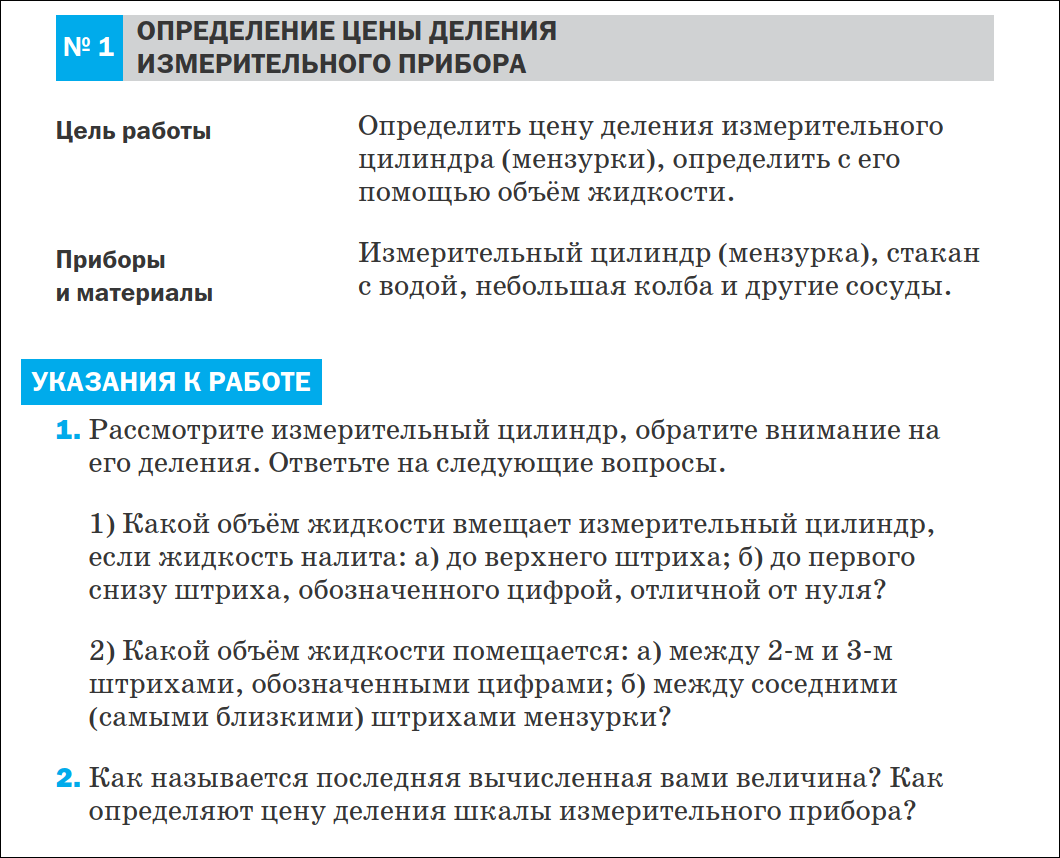 № 1
ОПРЕДЕЛЕНИЕ ЦЕНЫ ДЕЛЕНИЯ
ИЗМЕРИТЕЛЬНОГО ПРИБОРА
Цель работы
Определить цену деления измерительного
цилиндра (мензурки), определить с его
помощью объём жидкости.
Приборы
и материалы
Измерительный цилиндр (мензурка), стакан
с водой, небольшая колба и другие сосуды.
УКАЗАНИЯ К РАБОТЕ
1. Рассмотрите измерительный цилиндр, обратите внимание на
его деления. Ответьте на следующие вопросы.
1) Какой объём жидкости вмещает измерительный цилиндр,
если жидкость налита: а) до верхнего штриха; б) до первого
снизу штриха, обозначенного цифрой, отличной от нуля?
2) Какой объём жидкости помещается: а) между 2-м и 3-м
штрихами, обозначенными цифрами; б) между соседними
(самыми близкими) штрихами мензурки?
2. Как называется последняя вычисленная вами величина? Как
определяют цену деления шкалы измерительного прибора?